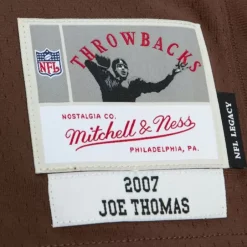 THROWBACKS
NFL
NOSTALGIA CO.
Mitchell & Ness
PHILADELPHIA, PA.
NFL LEGACY
2007
JOE THOMAS